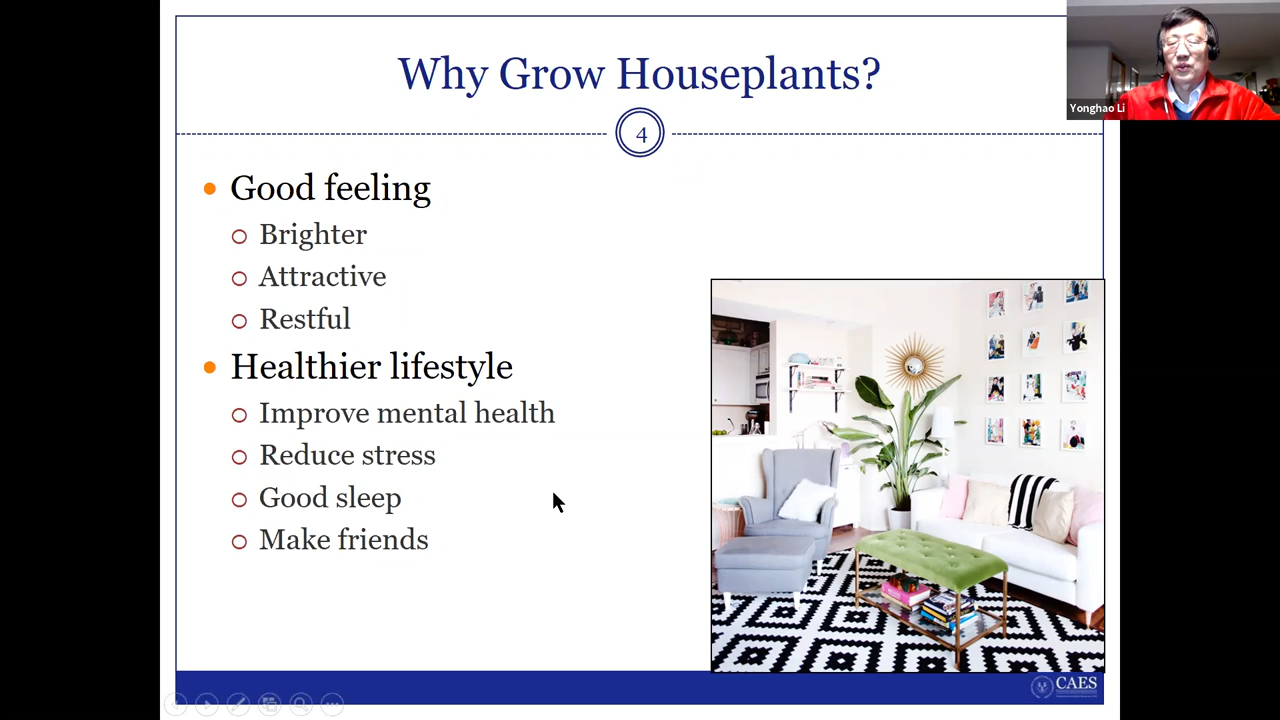 Why Grow Houseplants?
Yonghao Li
4
Good feeling
Brighter
Attractive
Restful
Healthier lifestyle
Improve mental health
Reduce stress
Good sleep
Make friends
CAES